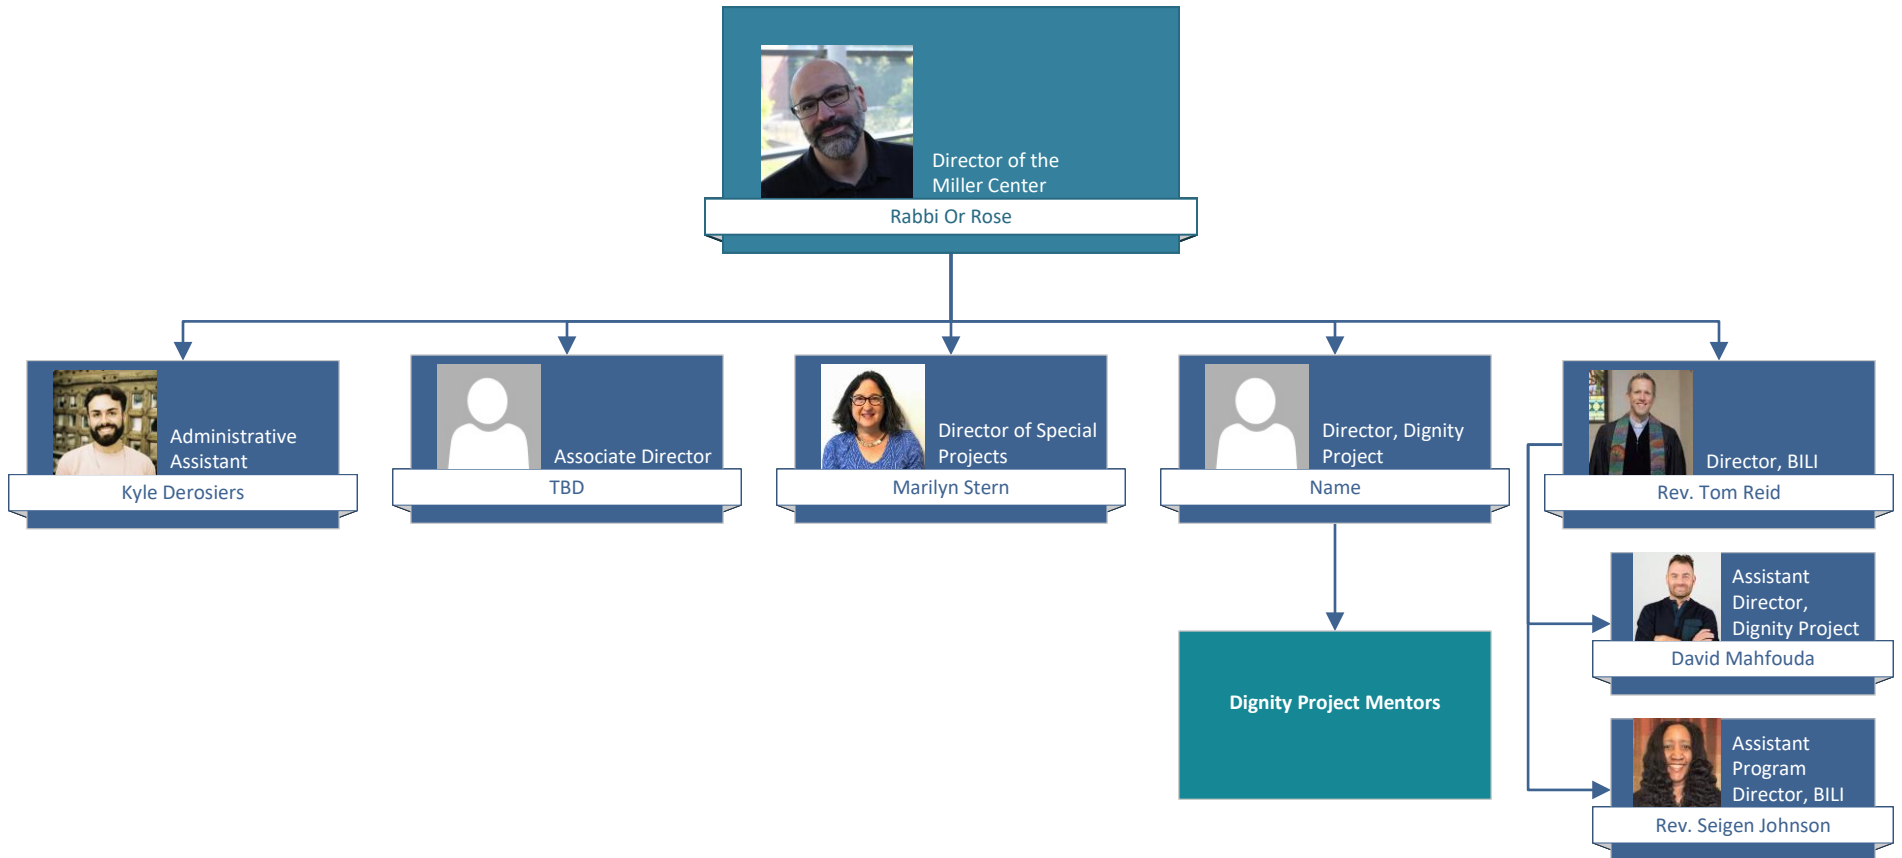 Director of the
Miller Center
Rabbi Or Rose
Administrative
Assistant
Kyle Derosiers
Associate Director
TBD
Director of Special
Projects
Marilyn Stern
Director, Dignity
Project
Name
Director, BILI
Rev. Tom Reid
Dignity Project Mentors
Assistant
Director,
Dignity Project
David Mahfouda
Assistant
Program
Director, BILI
Rev. Seigen Johnson